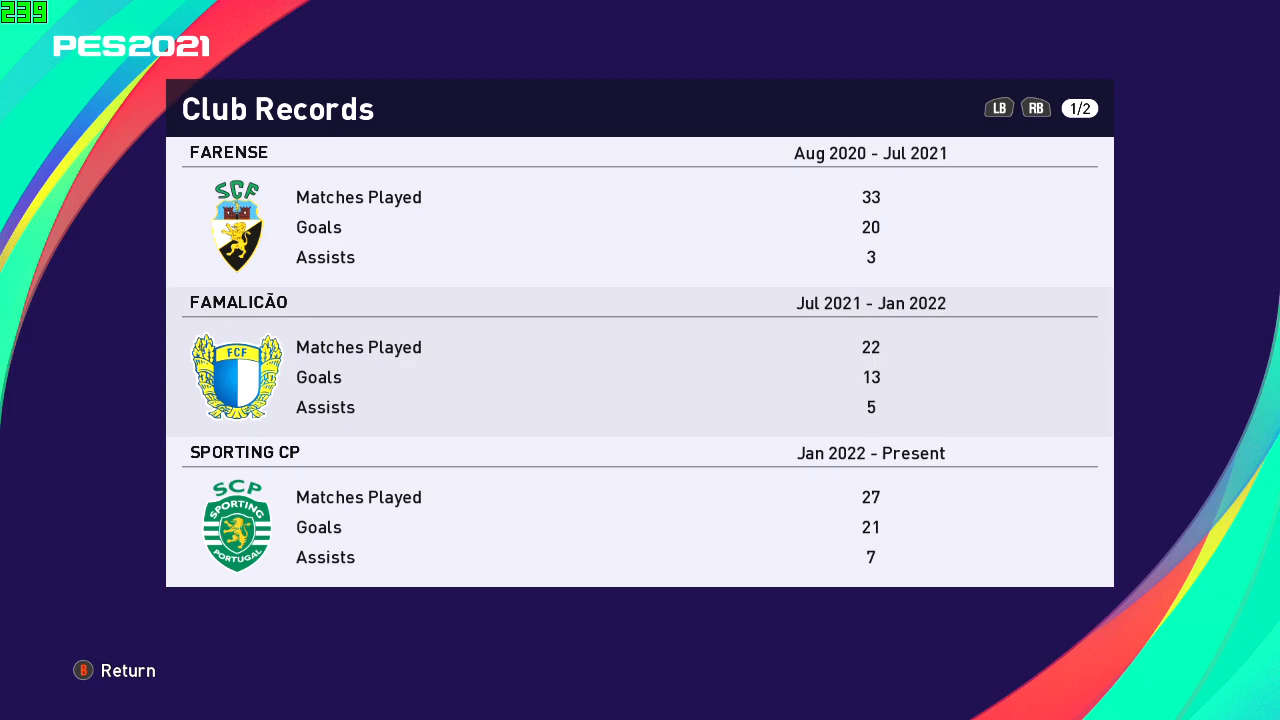 239
PES2021
Club Records
LB RB 1/2
FARENSE Aug 2020 - Jul 2021
SCF
Matches Played 33
Goals 20
Assists 3
FAMALICÃO Jul 2021 - Jan 2022
FCF
Matches Played 22
Goals 13
Assists 5
SPORTING CP Jan 2022 - Present
SCP
SPORTING
PORTUGAL
Matches Played 27
Goals 21
Assists 7
B Return